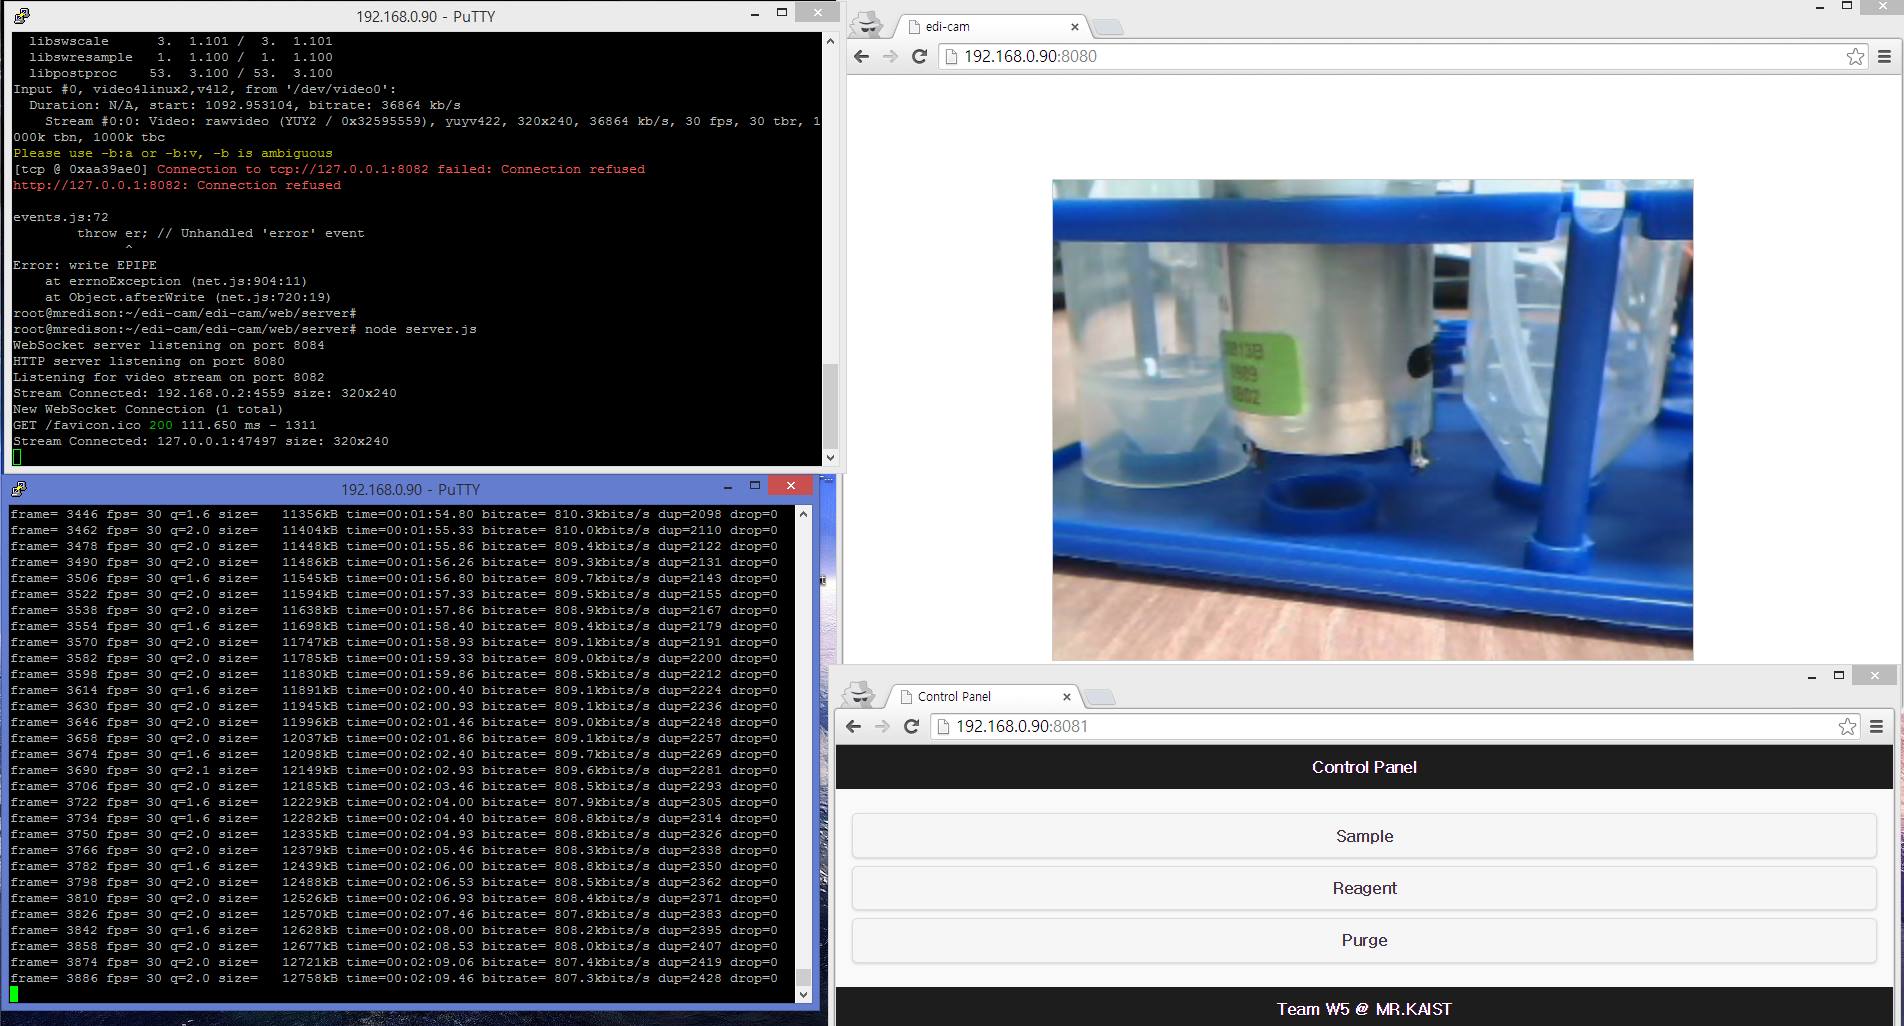 192.168.0.90 - PuTTY
libswscale 3. 1.101 / 3. 1.101
libswresample 1. 1.100 / 1. 1.100
libpostproc 53. 3.100 / 53. 3.100
Input #0, video4linux2,v4l2, from '/dev/video0':
Duration: N/A, start: 1092.953104, bitrate: 36864 kb/s
Stream #0:0: Video: rawvideo (YUY2 / 0x32595559), yuyv422, 320x240, 36864 kb/s, 30 fps, 30 tbr, 1
000k tbn, 1000k tbc
Please use -b:a or -b:v, -b is ambiguous
[tcp @ 0xaa39ae0] Connection to tcp://127.0.0.1:8082 failed: Connection refused
http://127.0.0.1:8082: Connection refused
events.js:72
throw er; // Unhandled 'error' event
^
Error: write EPIPE
at errnoException (net.js:904:11)
at Object.afterWrite (net.js:720:19)
root@mredison:~/edi-cam/edi-cam/web/server#
root@mredison:~/edi-cam/edi-cam/web/server# node server.js
WebSocket server listening on port 8084
HTTP server listening on port 8080
Listening for video stream on port 8082
Stream Connected: 192.168.0.2:4559 size: 320x240
New WebSocket Connection (1 total)
GET /favicon.ico 200 111.650 ms - 1311
Stream Connected: 127.0.0.1:47497 size: 320x240
192.168.0.90 - PuTTY
frame= 3446 fps= 30 q=1.6 size= 11356kB time=00:01:54.80 bitrate= 810.3kbits/s dup=2098 drop=0
frame= 3462 fps= 30 q=2.0 size= 11404kB time=00:01:55.33 bitrate= 810.0kbits/s dup=2110 drop=0
frame= 3478 fps= 30 q=2.0 size= 11448kB time=00:01:55.86 bitrate= 809.4kbits/s dup=2122 drop=0
frame= 3490 fps= 30 q=2.0 size= 11486kB time=00:01:56.26 bitrate= 809.3kbits/s dup=2131 drop=0
frame= 3506 fps= 30 q=1.6 size= 11545kB time=00:01:56.80 bitrate= 809.7kbits/s dup=2143 drop=0
frame= 3522 fps= 30 q=2.0 size= 11594kB time=00:01:57.33 bitrate= 809.5kbits/s dup=2155 drop=0
frame= 3538 fps= 30 q=2.0 size= 11638kB time=00:01:57.86 bitrate= 808.9kbits/s dup=2167 drop=0
frame= 3554 fps= 30 q=1.6 size= 11698kB time=00:01:58.40 bitrate= 809.4kbits/s dup=2179 drop=0
frame= 3570 fps= 30 q=2.0 size= 11747kB time=00:01:58.93 bitrate= 809.1kbits/s dup=2191 drop=0
frame= 3582 fps= 30 q=2.0 size= 11785kB time=00:01:59.33 bitrate= 809.0kbits/s dup=2200 drop=0
frame= 3598 fps= 30 q=2.0 size= 11830kB time=00:01:59.86 bitrate= 808.5kbits/s dup=2212 drop=0
frame= 3614 fps= 30 q=1.6 size= 11891kB time=00:02:00.40 bitrate= 809.1kbits/s dup=2224 drop=0
frame= 3630 fps= 30 q=2.0 size= 11945kB time=00:02:00.93 bitrate= 809.1kbits/s dup=2236 drop=0
frame= 3646 fps= 30 q=2.0 size= 11996kB time=00:02:01.46 bitrate= 809.0kbits/s dup=2248 drop=0
frame= 3658 fps= 30 q=2.0 size= 12037kB time=00:02:01.86 bitrate= 809.1kbits/s dup=2257 drop=0
frame= 3674 fps= 30 q=1.6 size= 12098kB time=00:02:02.40 bitrate= 809.7kbits/s dup=2269 drop=0
frame= 3690 fps= 30 q=2.1 size= 12149kB time=00:02:02.93 bitrate= 809.6kbits/s dup=2281 drop=0
frame= 3706 fps= 30 q=2.0 size= 12185kB time=00:02:03.46 bitrate= 808.5kbits/s dup=2293 drop=0
frame= 3722 fps= 30 q=1.6 size= 12229kB time=00:02:04.00 bitrate= 807.9kbits/s dup=2305 drop=0
frame= 3734 fps= 30 q=1.6 size= 12282kB time=00:02:04.40 bitrate= 808.8kbits/s dup=2314 drop=0
frame= 3750 fps= 30 q=2.0 size= 12335kB time=00:02:04.93 bitrate= 808.8kbits/s dup=2326 drop=0
frame= 3766 fps= 30 q=2.0 size= 12379kB time=00:02:05.46 bitrate= 808.3kbits/s dup=2338 drop=0
frame= 3782 fps= 30 q=1.6 size= 12439kB time=00:02:06.00 bitrate= 808.8kbits/s dup=2350 drop=0
frame= 3798 fps= 30 q=2.0 size= 12488kB time=00:02:06.53 bitrate= 808.5kbits/s dup=2362 drop=0
frame= 3810 fps= 30 q=2.0 size= 12526kB time=00:02:06.93 bitrate= 808.4kbits/s dup=2371 drop=0
frame= 3826 fps= 30 q=2.0 size= 12570kB time=00:02:07.46 bitrate= 807.8kbits/s dup=2383 drop=0
frame= 3842 fps= 30 q=1.6 size= 12628kB time=00:02:08.00 bitrate= 808.2kbits/s dup=2395 drop=0
frame= 3858 fps= 30 q=2.0 size= 12677kB time=00:02:08.53 bitrate= 808.0kbits/s dup=2407 drop=0
frame= 3874 fps= 30 q=2.0 size= 12721kB time=00:02:09.06 bitrate= 807.4kbits/s dup=2419 drop=0
frame= 3886 fps= 30 q=2.0 size= 12758kB time=00:02:09.46 bitrate= 807.3kbits/s dup=2428 drop=0
edi-cam
192.168.0.90:8080
Control Panel
192.168.0.90:8081
Control Panel
Sample
Reagent
Purge
Team W5 @ MR.KAIST